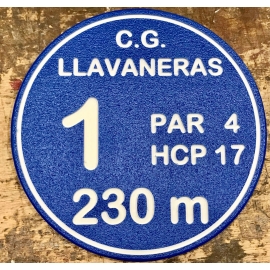 C.G.
LLAVANERAS
1 PAR 4
HCP 17
230 m